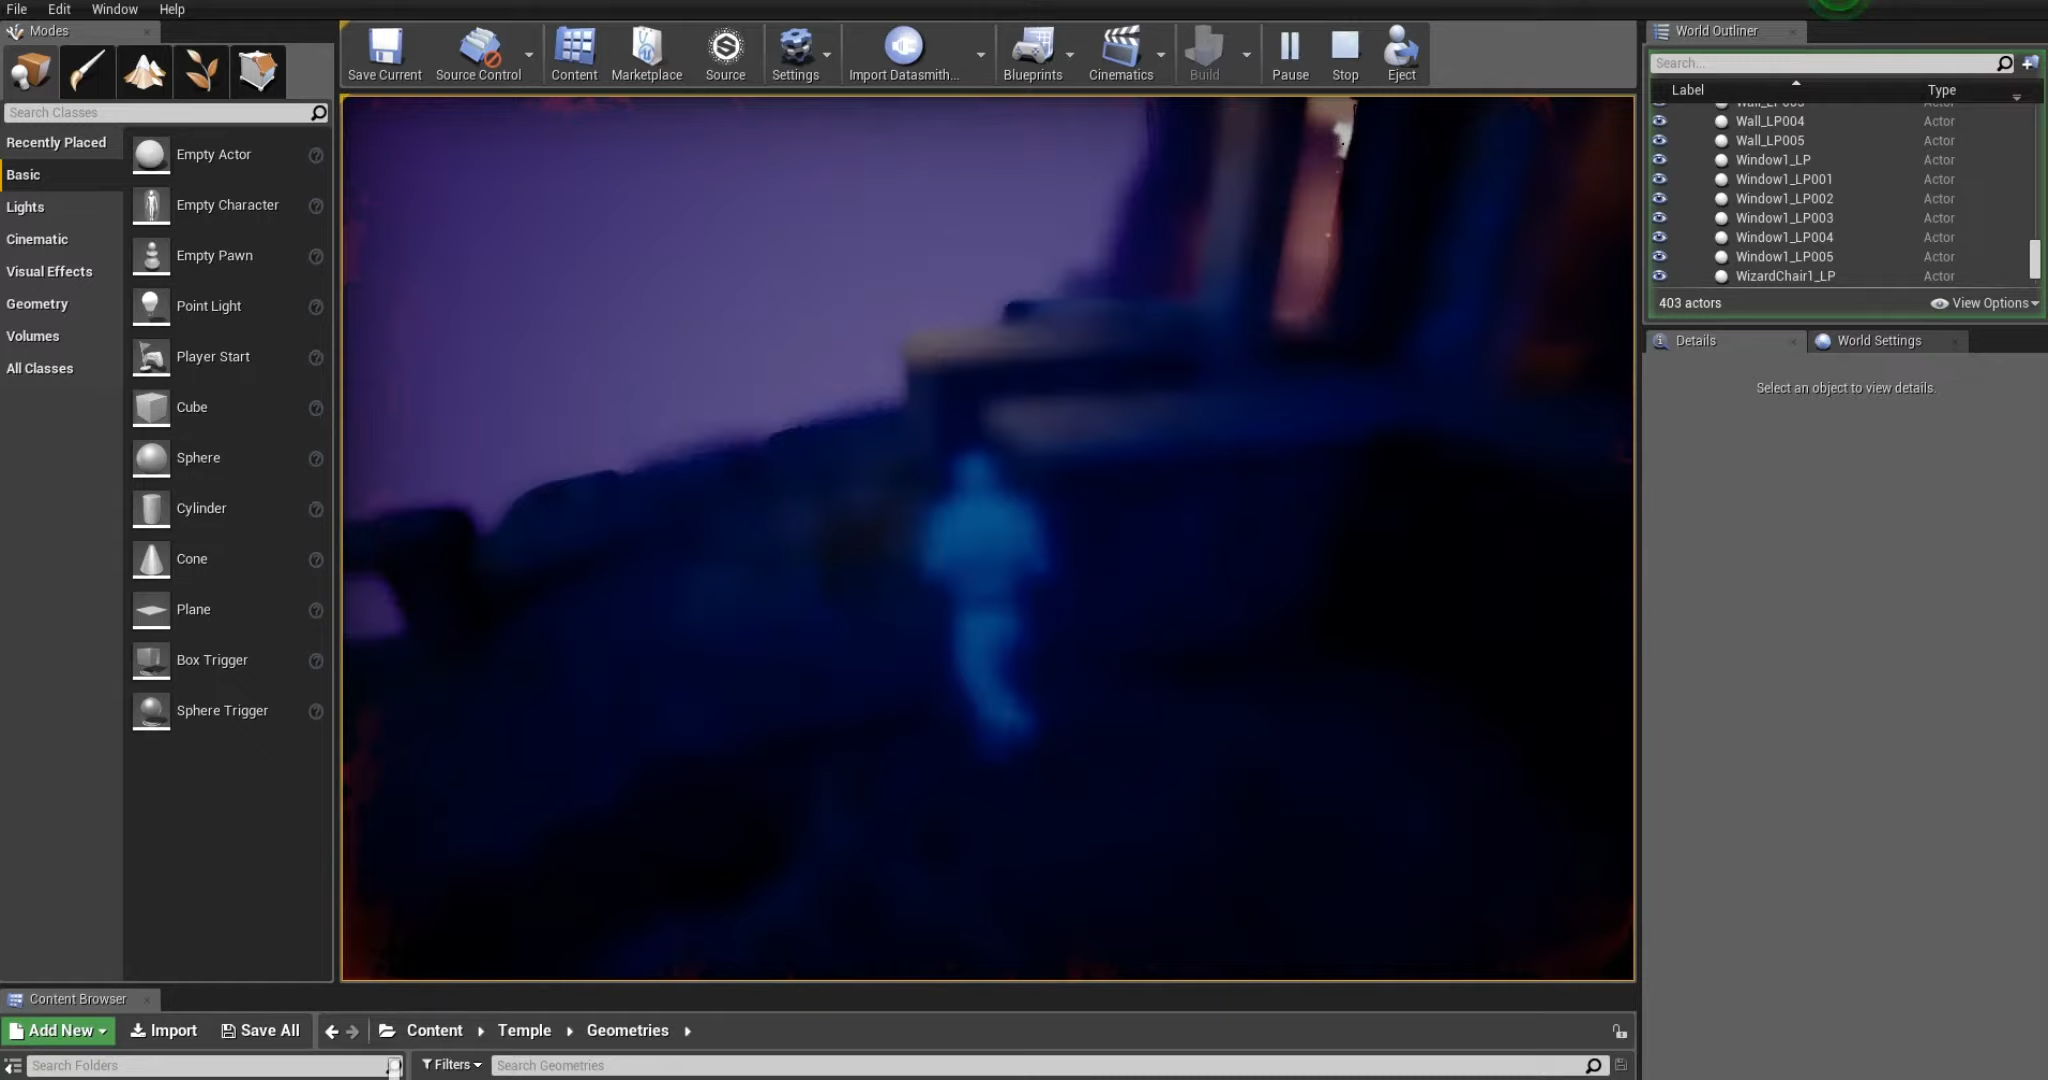 File Edit Window Help
Modes
Search Classes
Recently Placed
Basic
Lights
Cinematic
Visual Effects
Geometry
Volumes
All Classes
Empty Actor
Empty Character
Empty Pawn
Point Light
Player Start
Cube
Sphere
Cylinder
Cone
Plane
Box Trigger
Sphere Trigger
Save Current
Source Control
Content
Marketplace
Source
Settings
Import Datasmith...
Blueprints
Cinematics
Build
Pause
Stop
Eject
World Outliner
Search...
Label Type
Wall_LP004 Actor
Wall_LP005 Actor
Window1_LP Actor
Window1_LP001 Actor
Window1_LP002 Actor
Window1_LP003 Actor
Window1_LP004 Actor
Window1_LP005 Actor
WizardChair1_LP Actor
403 actors View Options
Details World Settings
Select an object to view details.
Content Browser
Add New Import Save All Content Temple Geometries
Search Folders Filters Search Geometries